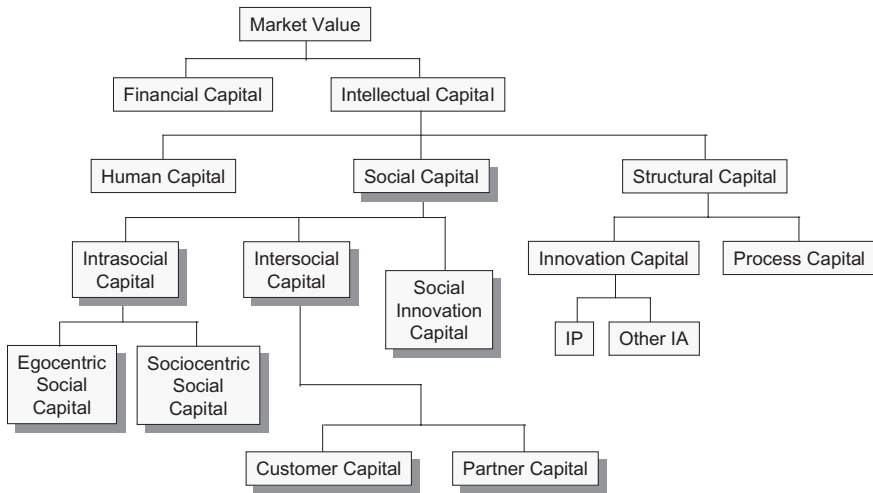 Market Value
Financial Capital
Intellectual Capital
Human Capital
Social Capital
Structural Capital
Intrasocial
Capital
Intersocial
Capital
Social
Innovation
Capital
Innovation Capital
Process Capital
IP
Other IA
Egocentric
Social
Capital
Sociocentric
Social
Capital
Customer Capital
Partner Capital